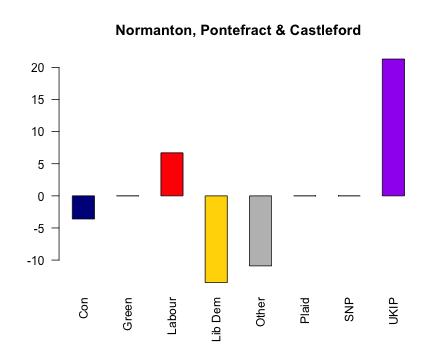 Normanton, Pontefract & Castleford
20
15
10
5
0
-5
-10
Con
Green
Labour
Lib Dem
Other
Plaid
SNP
UKIP